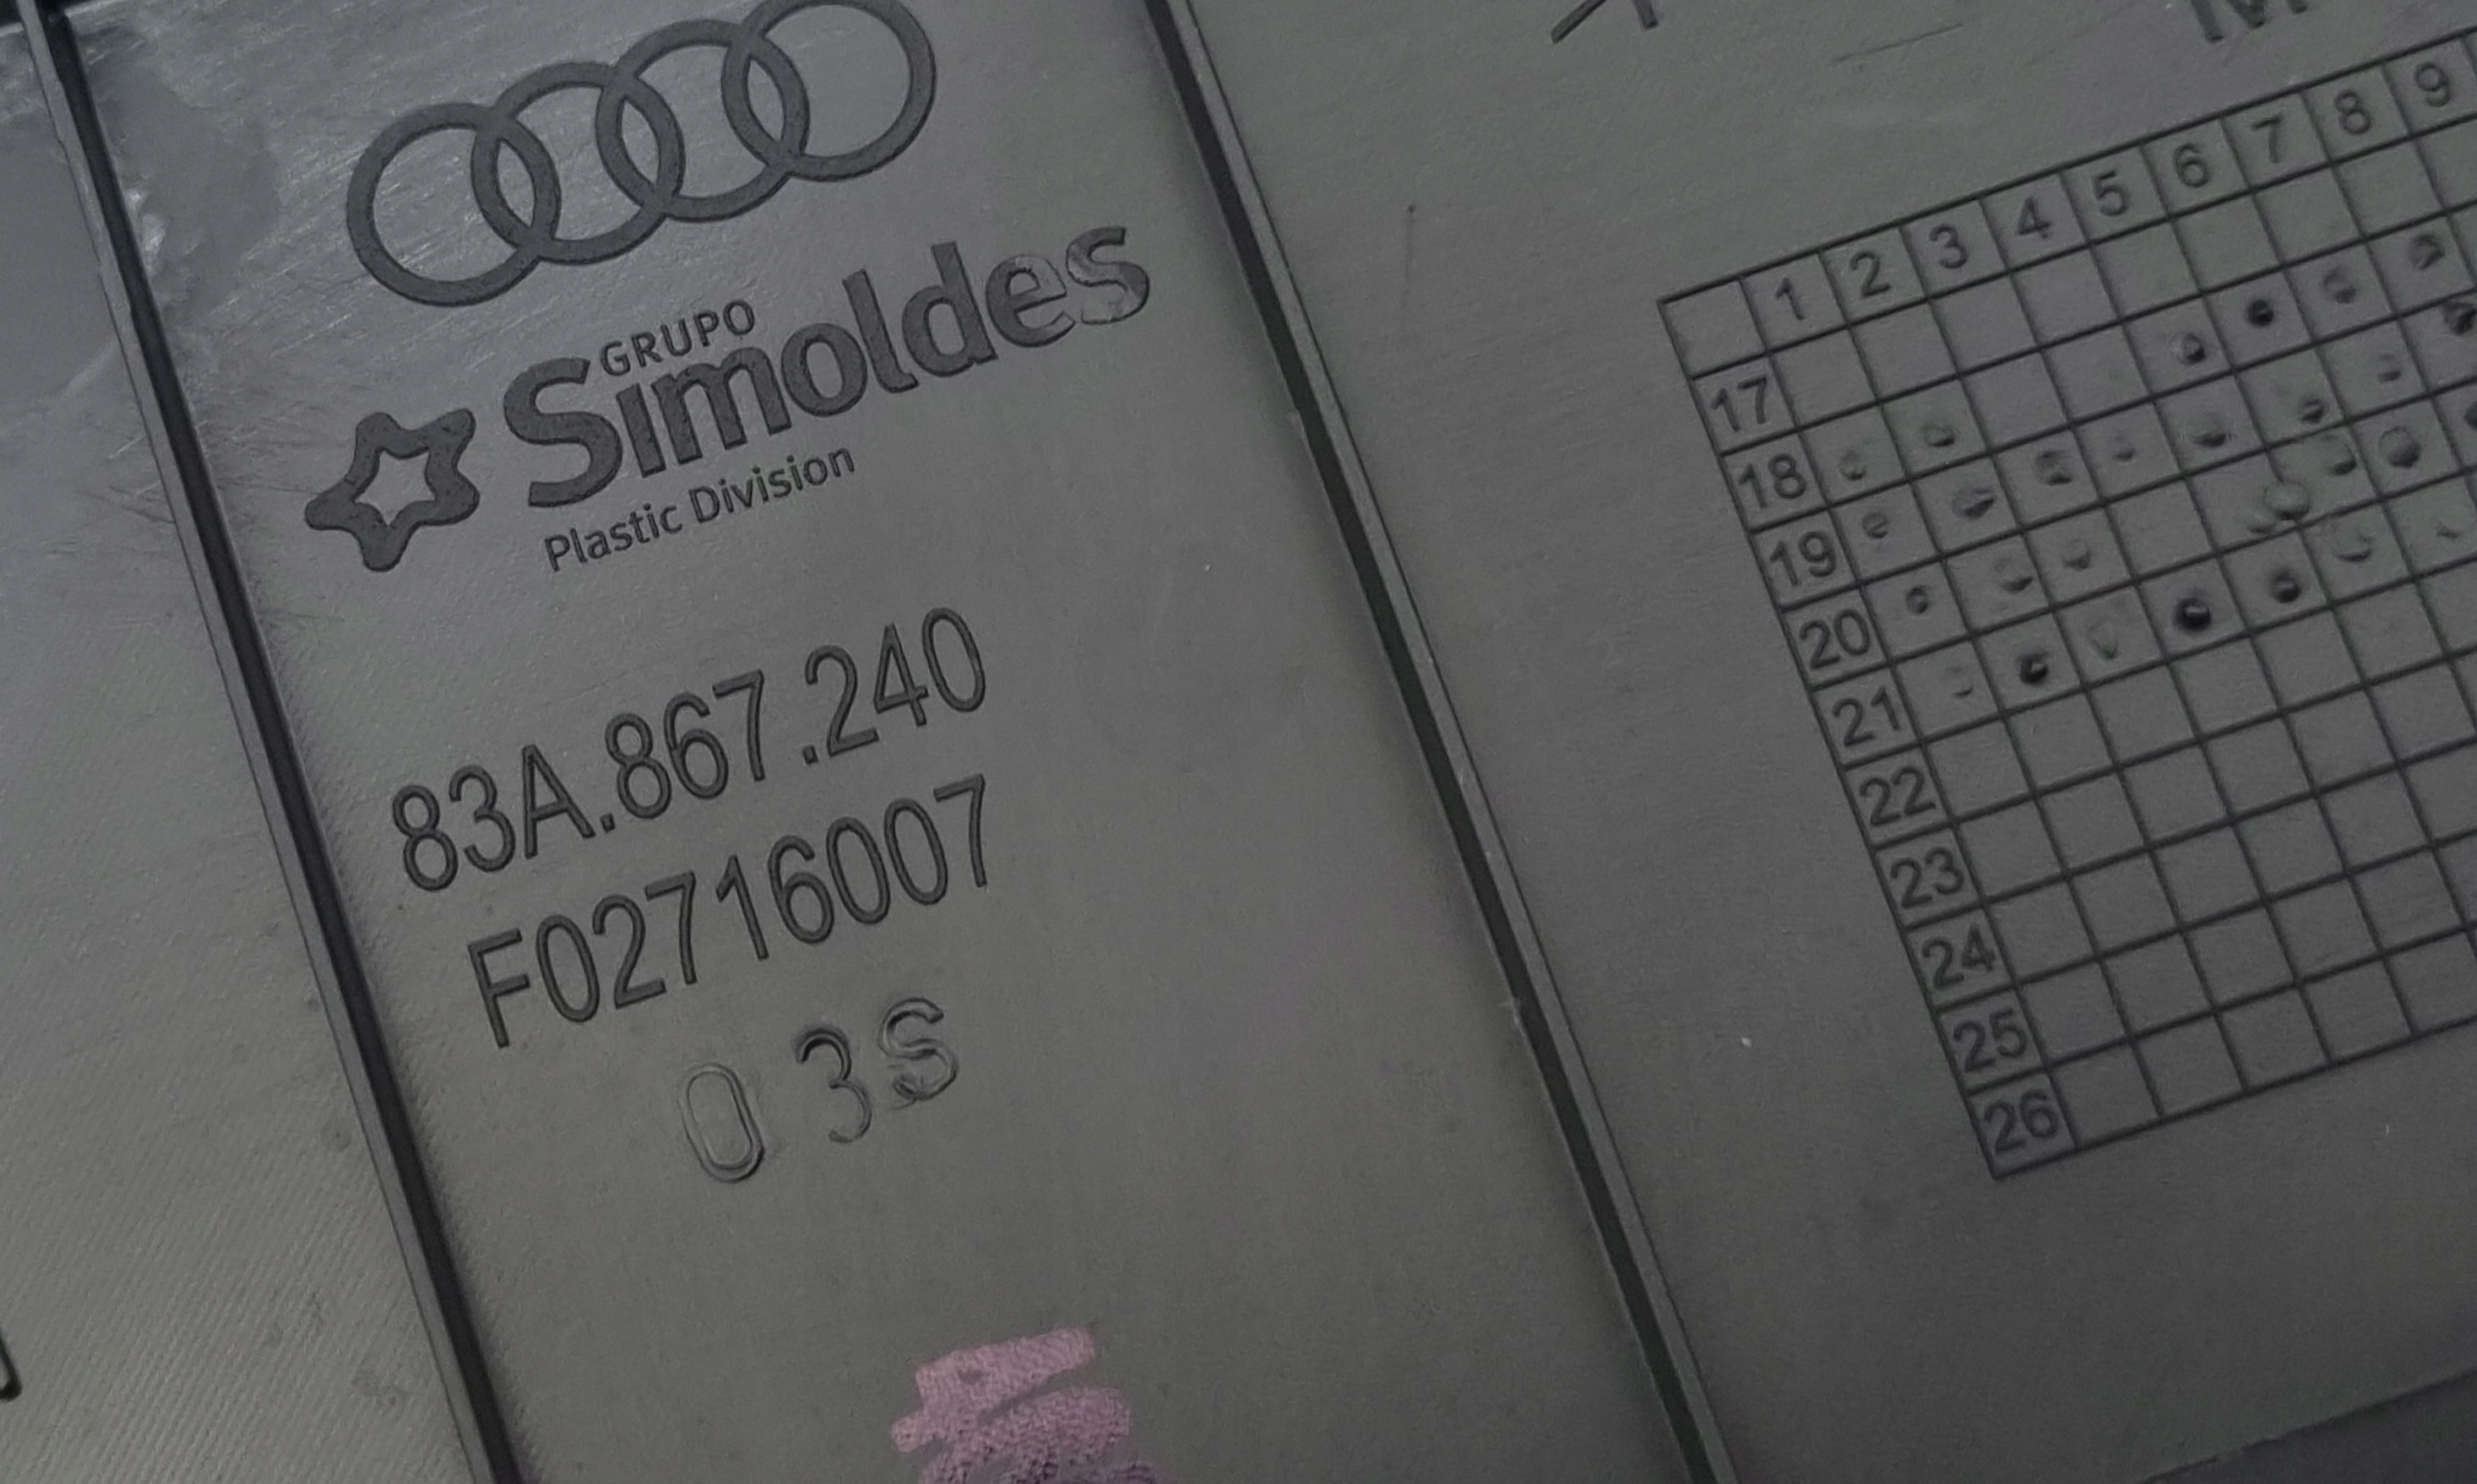 GRUPO
Simoldes
Plastic Division
83A.867.240
F02716007
03S
1 2 3 4 5 6 7 8 9
17
18
19
20
21
22
23
24
25
26